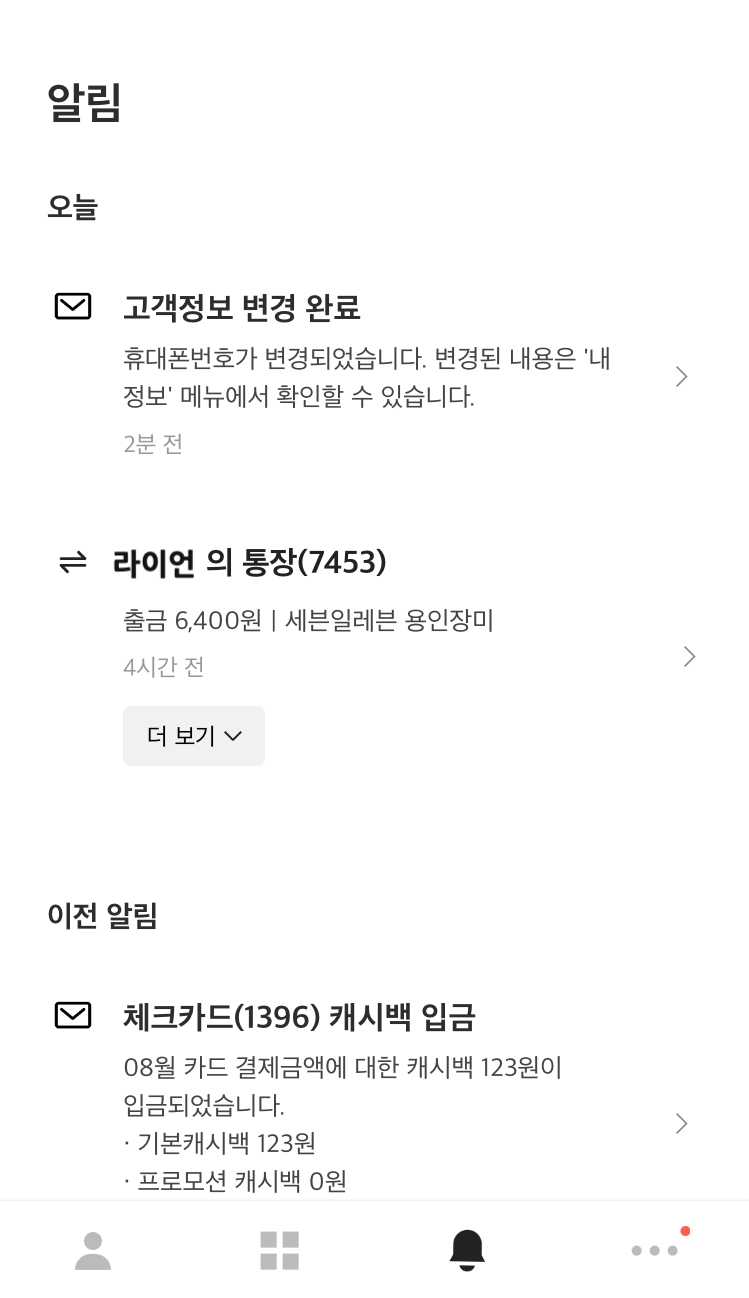 알림
오늘
고객정보 변경 완료
휴대폰번호가 변경되었습니다. 변경된 내용은 '내
정보' 메뉴에서 확인할 수 있습니다.
2분 전
라이언 의 통장(7453)
출금 6,400원 | 세븐일레븐 용인장미
4시간 전
더 보기
이전 알림
체크카드(1396) 캐시백 입금
08월 카드 결제금액에 대한 캐시백 123원이
입금되었습니다.
· 기본캐시백 123원
· 프로모션 캐시백 0원